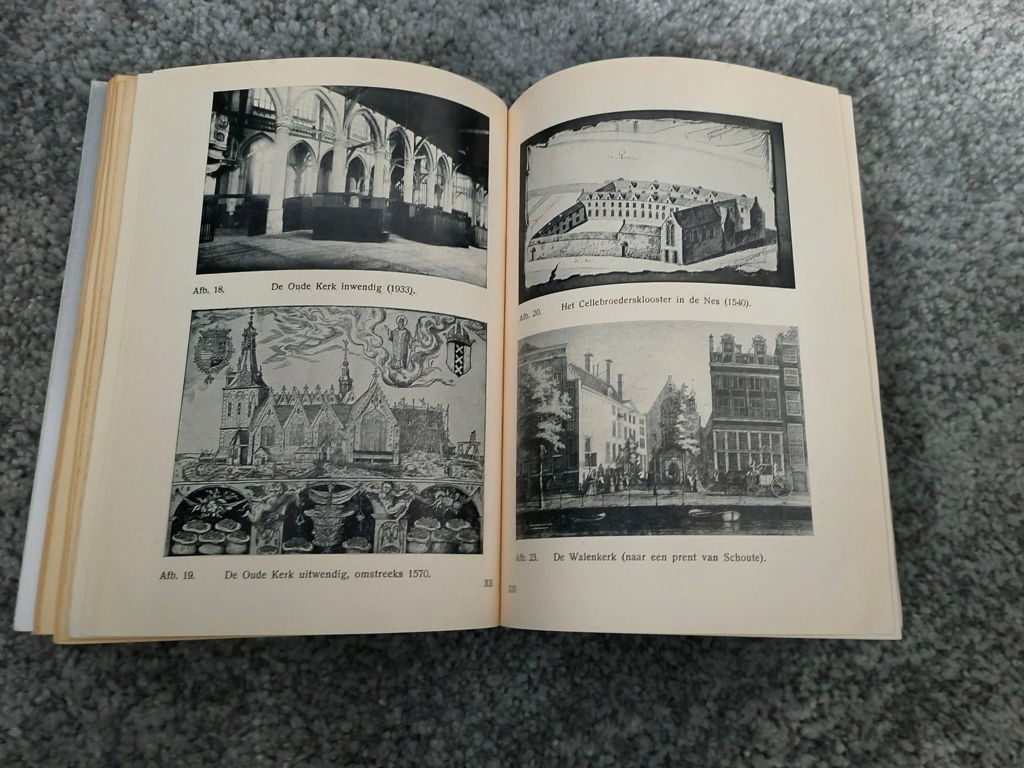 Afb. 18. De Oude Kerk inwendig (1933).
Afb. 19. De Oude Kerk uitwendig, omstreeks 1570.
XII
Afb. 20. Het Cellebroedersklooster in de Nes (1540).
Afb. 23. De Walenkerk (naar een prent van Schoute).
XIII